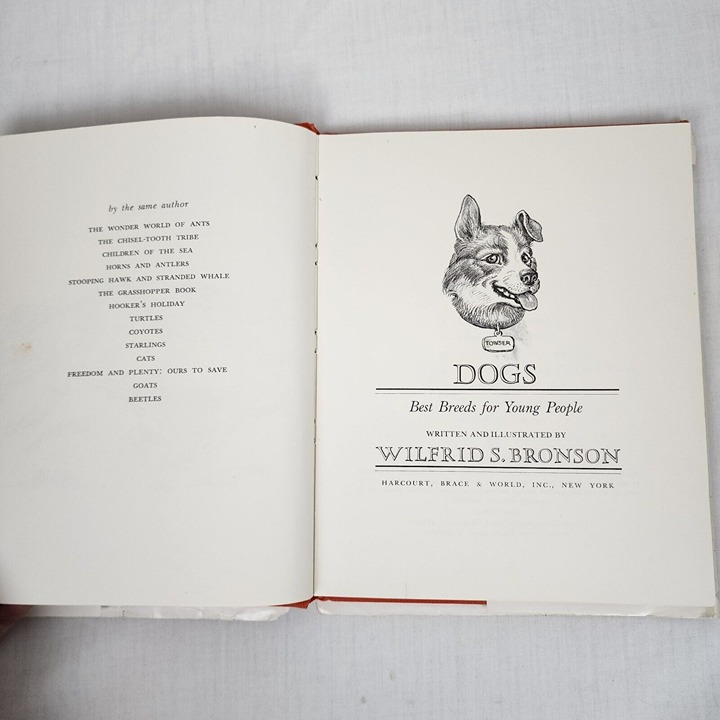 by the same author
THE WONDER WORLD OF ANTS
THE CHISEL-TOOTH TRIBE
CHILDREN OF THE SEA
HORNS AND ANTLERS
STOOPING HAWK AND STRANDED WHALE
THE GRASSHOPPER BOOK
HOOKER'S HOLIDAY
TURTLES
COYOTES
STARLINGS
CATS
FREEDOM AND PLENTY: OURS TO SAVE
GOATS
BEETLES
TOWSER
DOGS
Best Breeds for Young People
WRITTEN AND ILLUSTRATED BY
WILFRID S. BRONSON
HARCOURT, BRACE & WORLD, INC., NEW YORK